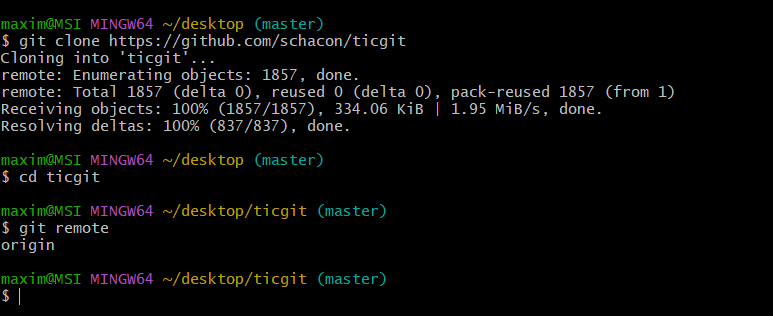 maxim@MSI MINGW64 ~/desktop (master)
$ git clone https://github.com/schacon/ticgit
Cloning into 'ticgit'...
remote: Enumerating objects: 1857, done.
remote: Total 1857 (delta 0), reused 0 (delta 0), pack-reused 1857 (from 1)
Receiving objects: 100% (1857/1857), 334.06 KiB | 1.95 MiB/s, done.
Resolving deltas: 100% (837/837), done.
maxim@MSI MINGW64 ~/desktop (master)
$ cd ticgit
maxim@MSI MINGW64 ~/desktop/ticgit (master)
$ git remote
origin
maxim@MSI MINGW64 ~/desktop/ticgit (master)
$